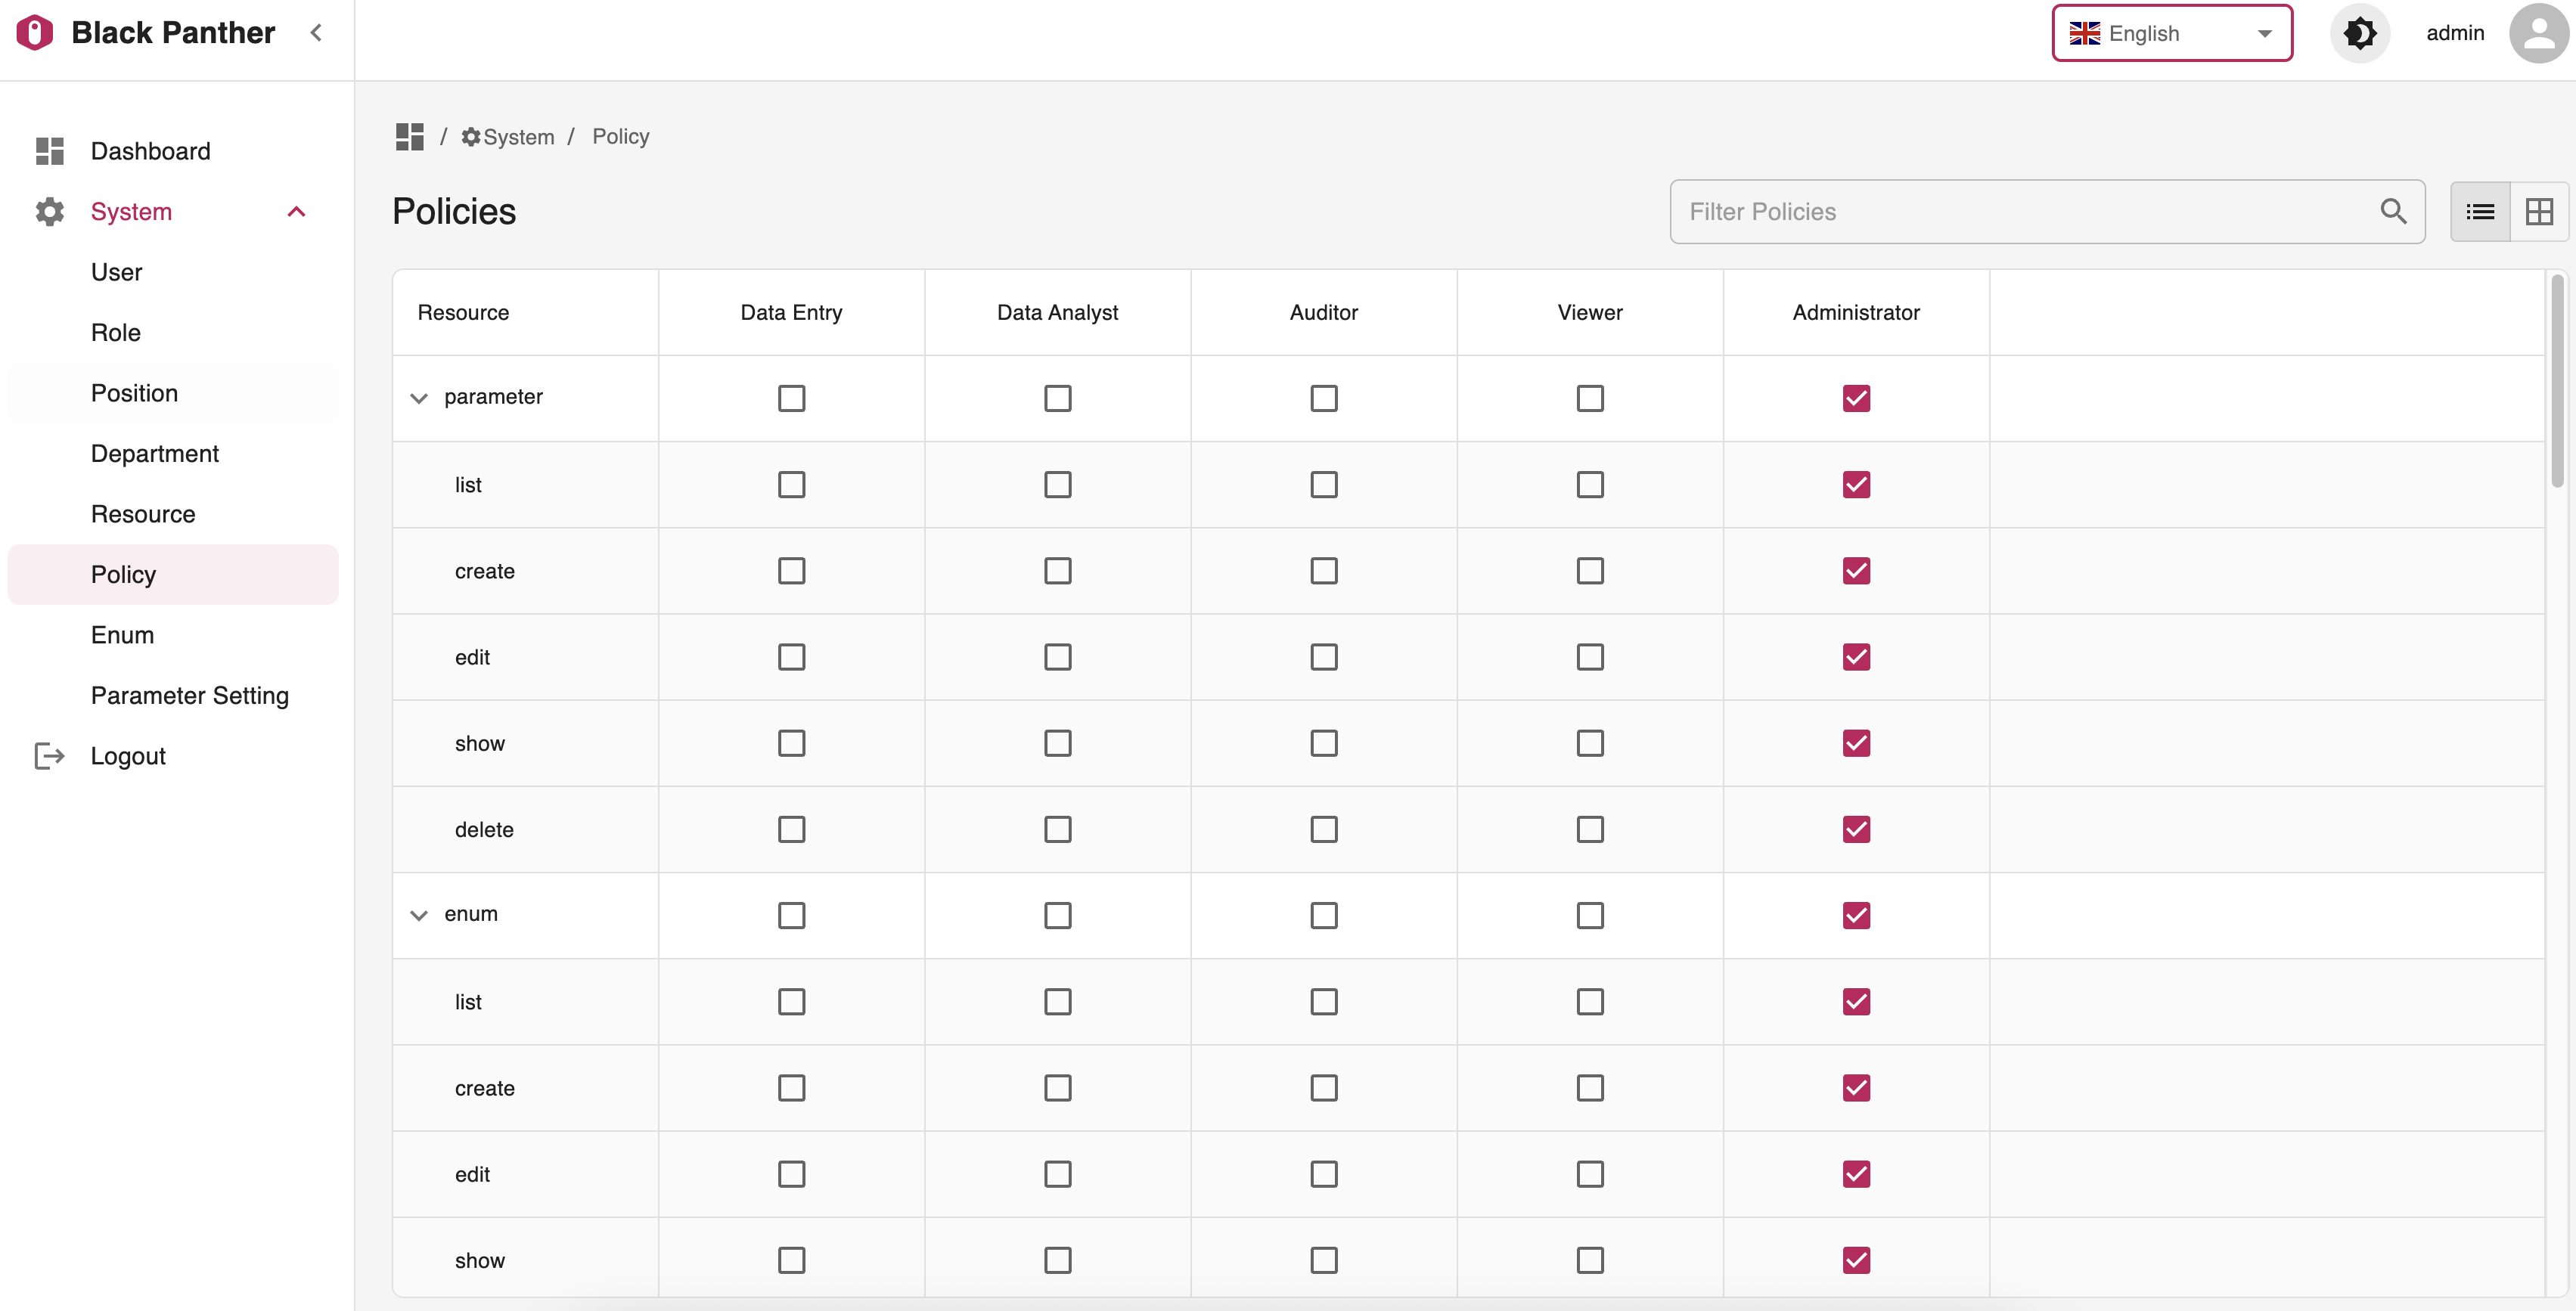 Black Panther
English
admin
Dashboard
System
User
Role
Position
Department
Resource
Policy
Enum
Parameter Setting
Logout
/ System / Policy
Policies
Filter Policies
Resource Data Entry Data Analyst Auditor Viewer Administrator
parameter
list
create
edit
show
delete
enum
list
create
edit
show